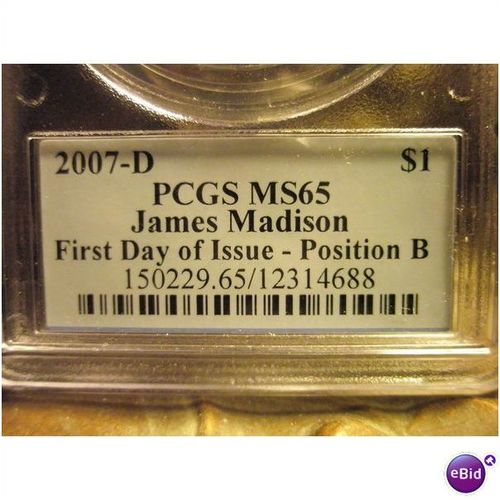 2007-D $1
PCGS MS65
James Madison
First Day of Issue - Position B
150229.65/12314688
eBid